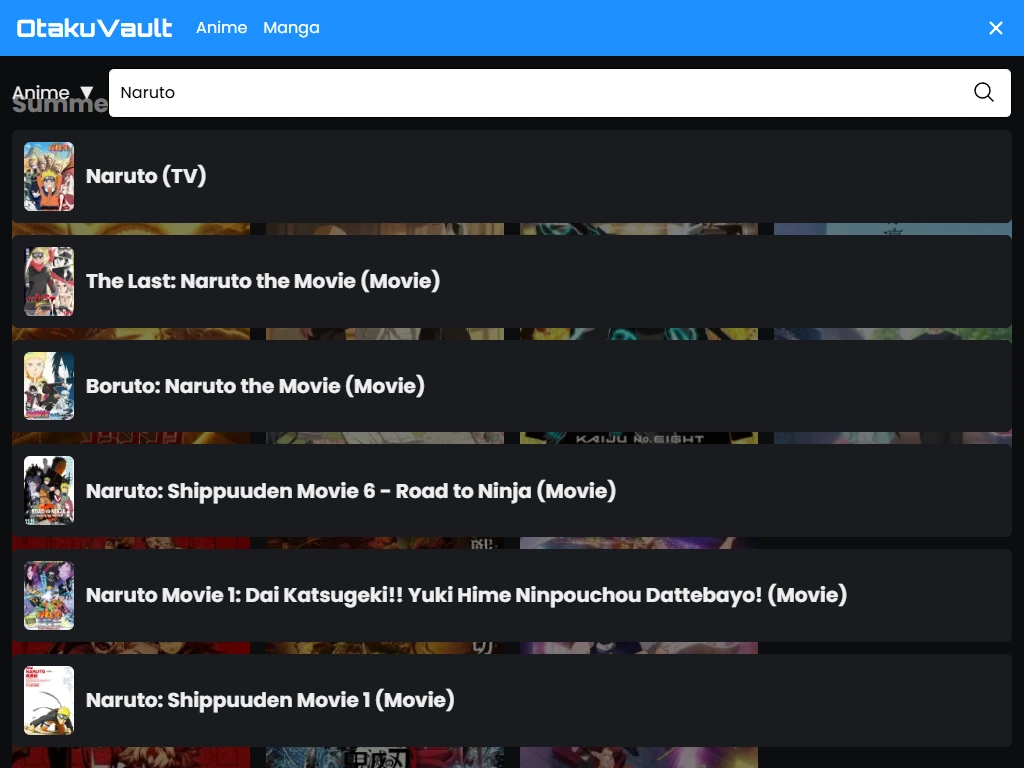 OtakuVault Anime Manga
Anime ▼ Naruto
Summe
Naruto (TV)
The Last: Naruto the Movie (Movie)
Boruto: Naruto the Movie (Movie)
KAIJU No.EIGHT
Naruto: Shippuuden Movie 6 - Road to Ninja (Movie)
Naruto Movie 1: Dai Katsugeki!! Yuki Hime Ninpouchou Dattebayo! (Movie)
Naruto: Shippuuden Movie 1 (Movie)